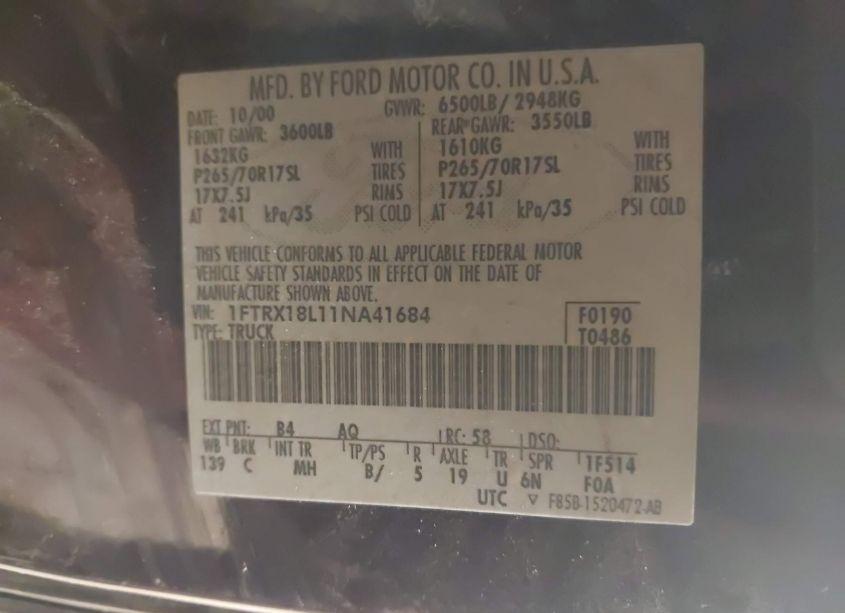 MFD. BY FORD MOTOR CO. IN U.S.A.
DATE: 10/00 GVWR: 6500LB/ 2948KG
FRONT GAWR: 3600LB REAR GAWR: 3550LB
1632KG WITH 1610KG WITH
P265/70R17SL TIRES P265/70R17SL TIRES
17X7.5J RIMS 17X7.5J RIMS
AT 241 kPa/35 PSI COLD AT 241 kPa/35 PSI COLD
THIS VEHICLE CONFORMS TO ALL APPLICABLE FEDERAL MOTOR
VEHICLE SAFETY STANDARDS IN EFFECT ON THE DATE OF
MANUFACTURE SHOWN ABOVE.
VIN: 1FTRX18L11NA41684 F0190
TYPE: TRUCK T0486
EXT PNT: B4 AQ RC: 58 DSO:
WB BRK INT TR TP/PS R AXLE TR SPR 1F514
139 C MH B/ 5 19 U 6N F0A
UTC ▽ F85B-1520472-AB